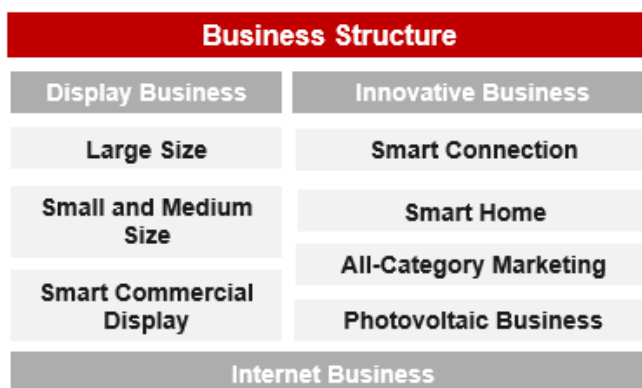 Business Structure
Display Business
Large Size
Small and Medium
Size
Smart Commercial
Display
Innovative Business
Smart Connection
Smart Home
All-Category Marketing
Photovoltaic Business
Internet Business